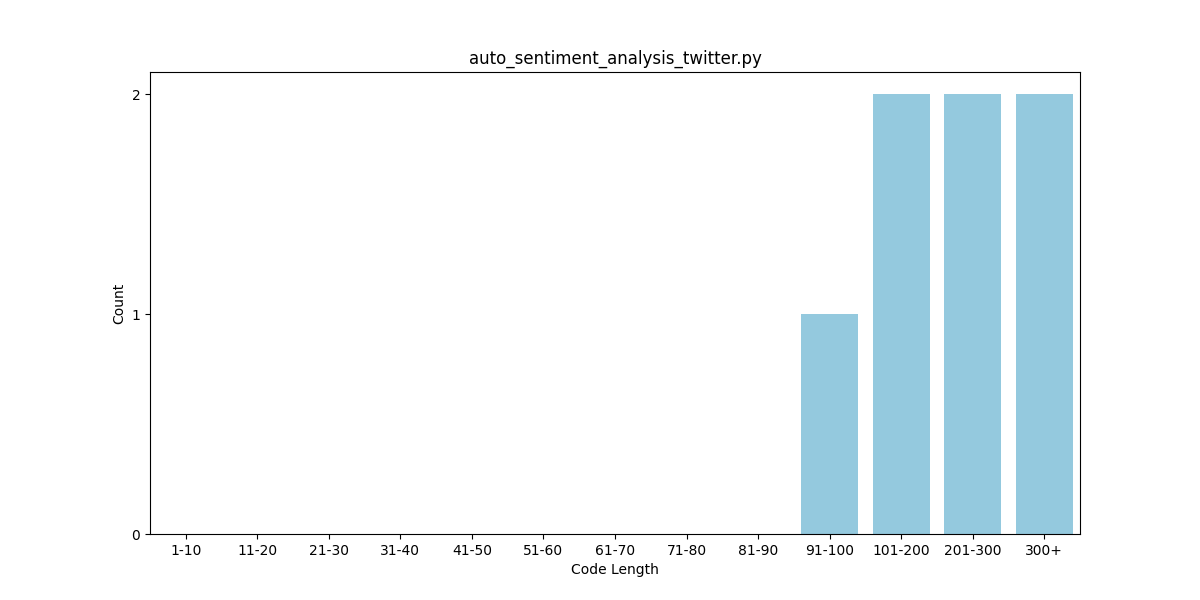 auto_sentiment_analysis_twitter.py
2
1
0
Count
1-10 11-20 21-30 31-40 41-50 51-60 61-70 71-80 81-90 91-100 101-200 201-300 300+
Code Length